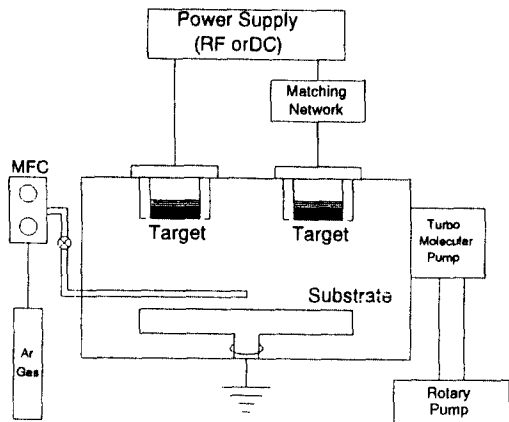 Power Supply
(RF orDC)
Matching
Network
MFC
Target
Target
Turbo
Molecular
Pump
Substrate
Ar
Gas
Rotary
Pump